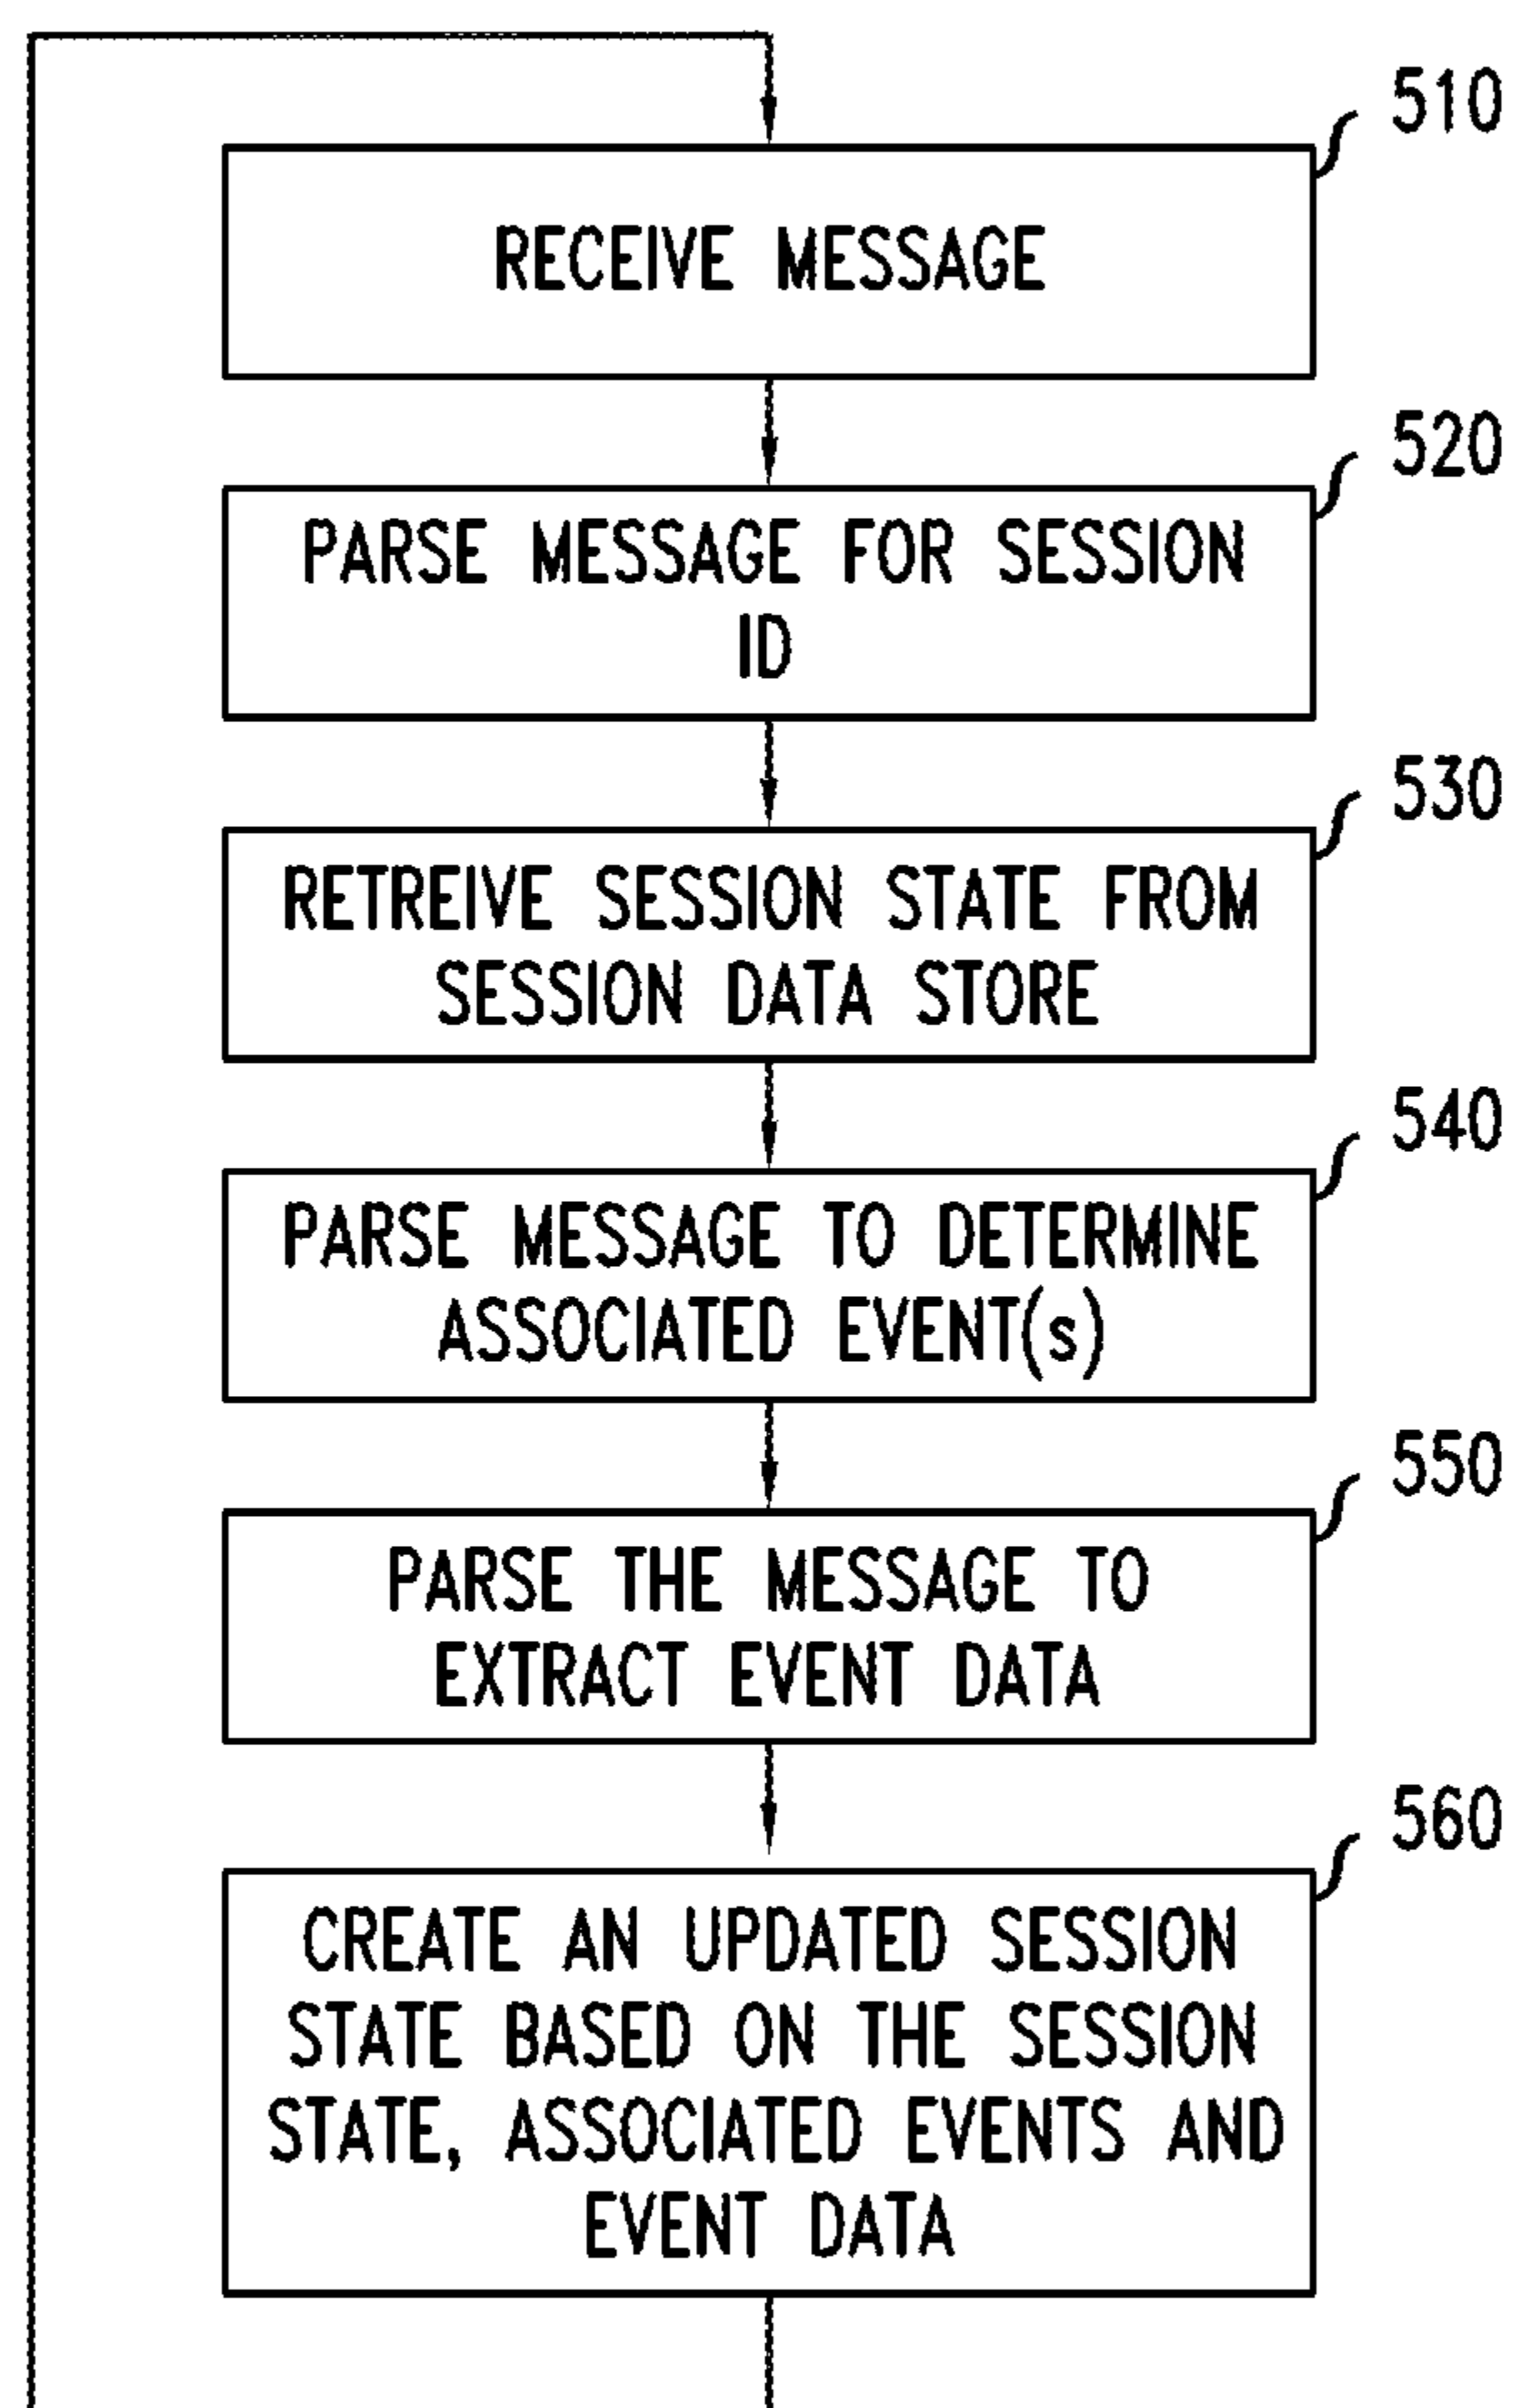 510
RECEIVE MESSAGE
520
PARSE MESSAGE FOR SESSION
ID
530
RETREIVE SESSION STATE FROM
SESSION DATA STORE
540
PARSE MESSAGE TO DETERMINE
ASSOCIATED EVENT(s)
550
PARSE THE MESSAGE TO
EXTRACT EVENT DATA
560
CREATE AN UPDATED SESSION
STATE BASED ON THE SESSION
STATE, ASSOCIATED EVENTS AND
EVENT DATA